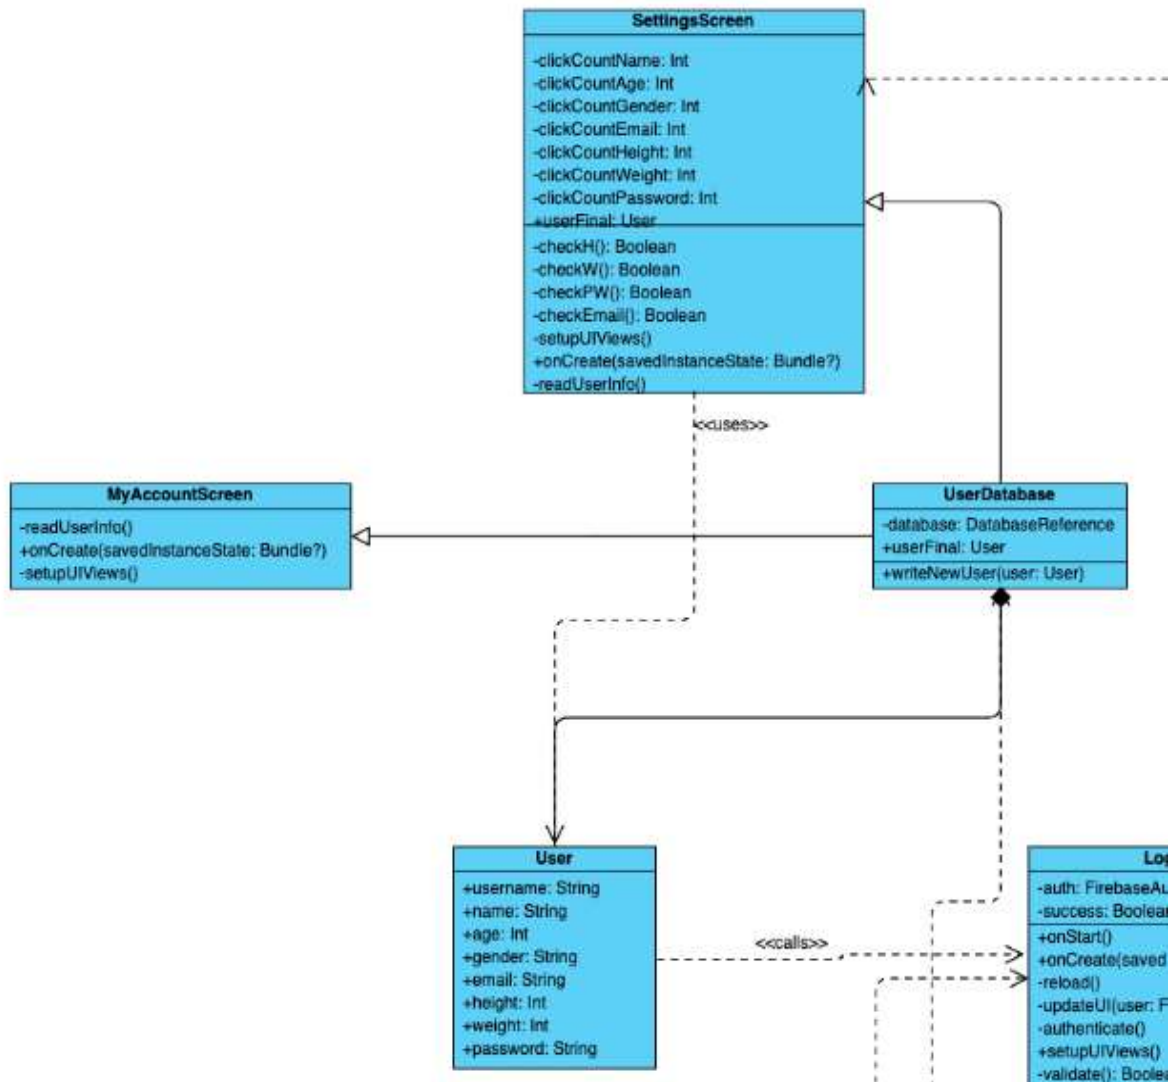 SettingsScreen
-clickCountName: Int
-clickCountAge: Int
-clickCountGender: Int
-clickCountEmail: Int
-clickCountHeight: Int
-clickCountWeight: Int
-clickCountPassword: Int
+userFinal: User
-checkH(): Boolean
-checkW(): Boolean
-checkPW(): Boolean
-checkEmail(): Boolean
-setupUIViews()
+onCreate(savedInstanceState: Bundle?)
-readUserInfo()
<<uses>>
MyAccountScreen
-readUserInfo()
+onCreate(savedInstanceState: Bundle?)
-setupUIViews()
UserDatabase
-database: DatabaseReference
+userFinal: User
+writeNewUser(user: User)
User
+username: String
+name: String
+age: Int
+gender: String
+email: String
+height: Int
+weight: Int
+password: String
<<calls>>
Log
-auth: FirebaseAu
-success: Boolean
+onStart()
+onCreate(saved
-reload()
-updateUI(user: F
-authenticate()
+setupUIViews()
-validate(): Boolea